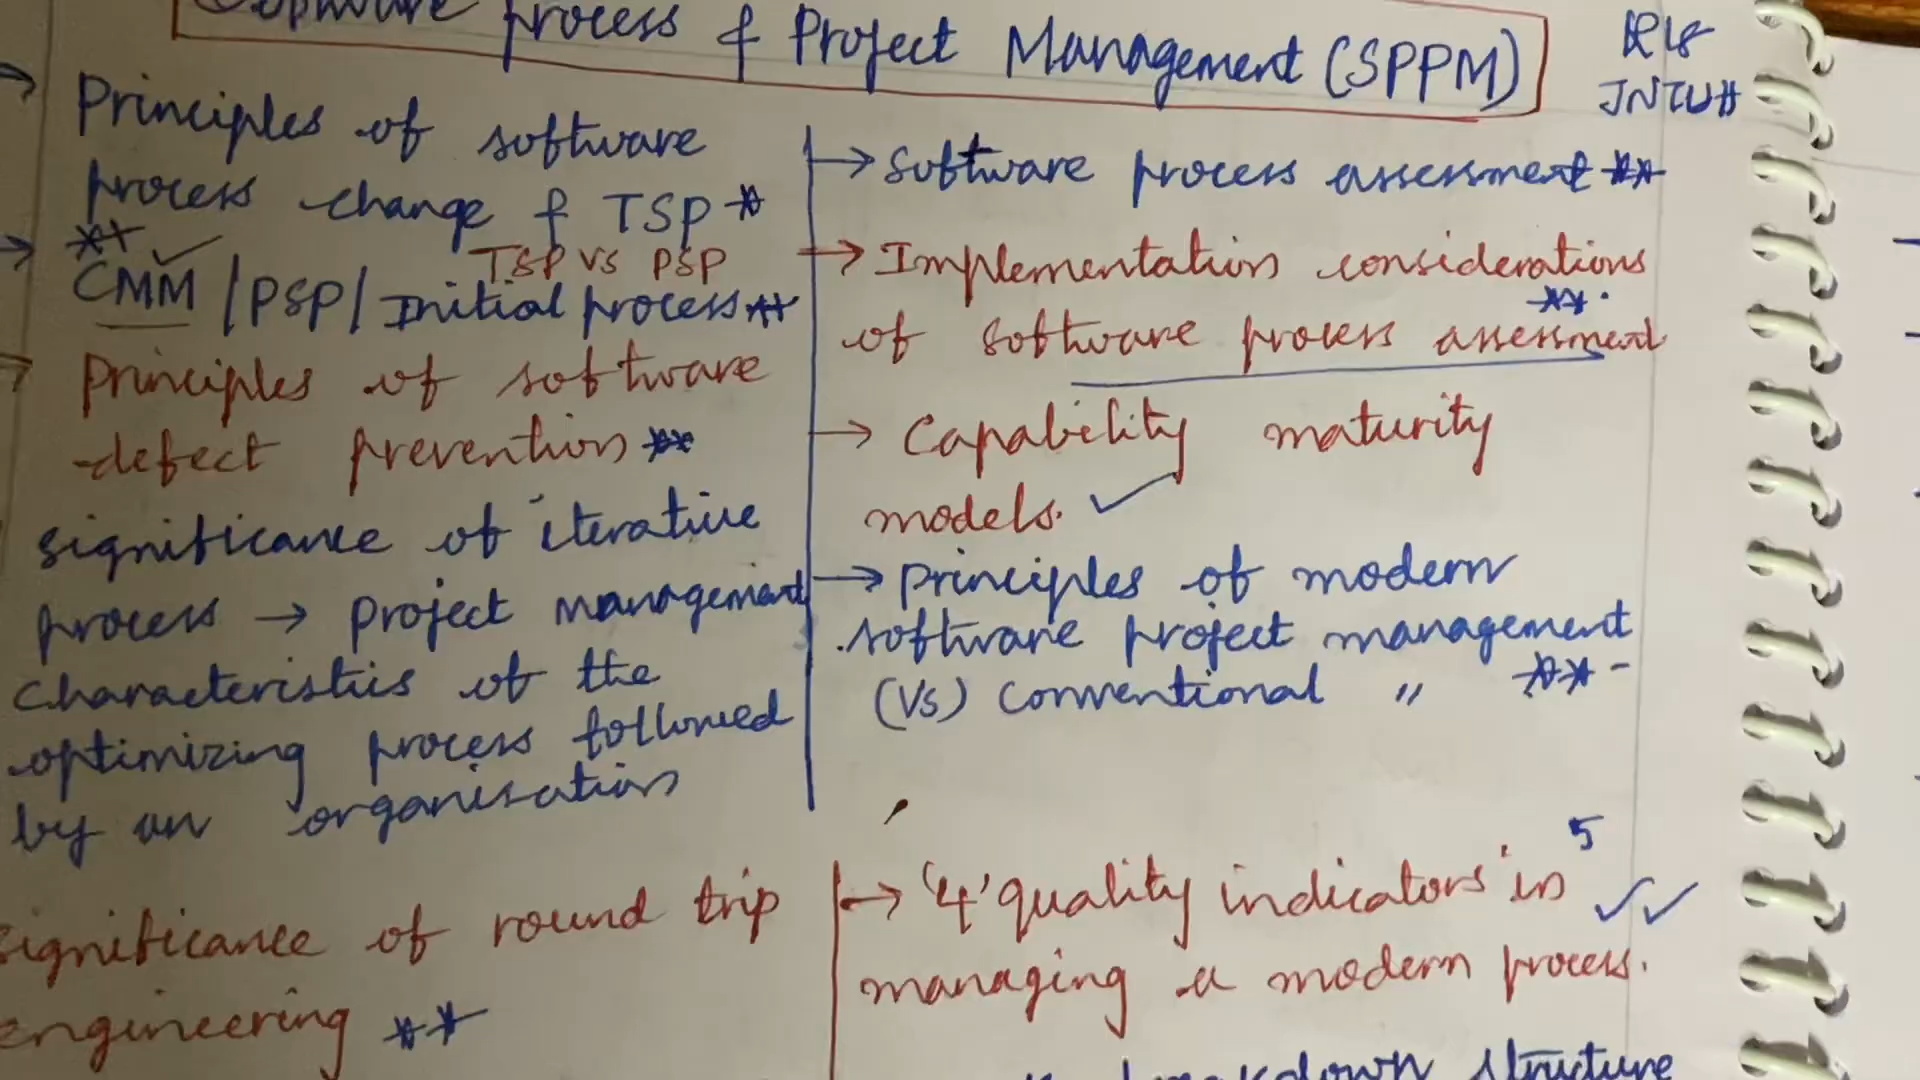 Software process & Project Management (SPPM)
R18
JNTUH
→ Principles of software
process change & TSP *
** TSP VS PSP
→ CMM / PSP / Initial process **
→ Principles of software
defect prevention **
significance of iterative
process → Project management
characteristics of the
optimizing process followed
by an organisation
significance of round trip
engineering **
→ Software process assessment **
→ Implementation considerations
of software process assessment **
→ Capability maturity
models.
→ principles of modern
software project management
(VS) conventional " **
5
→ '4' quality indicators in
managing a modern process.
breakdown structure